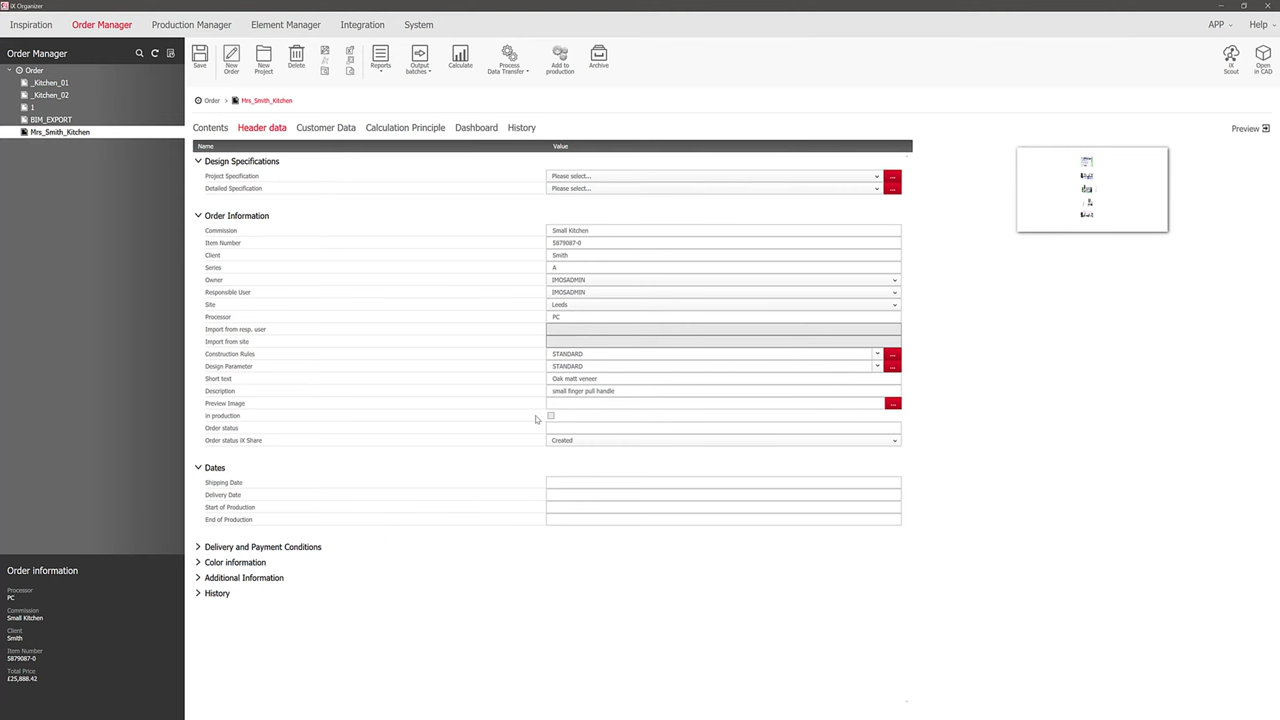 iX Organizer
Inspiration Order Manager Production Manager Element Manager Integration System APP Help
Order Manager
Order
_Kitchen_01
_Kitchen_02
1
BIM_EXPORT
Mrs_Smith_Kitchen
Save
New Order
New Project
Delete
Reports
Output batches
Calculate
Process Data Transfer
Add to production
Archive
iX Scout
Open in CAD
Order > Mrs_Smith_Kitchen
Contents Header data Customer Data Calculation Principle Dashboard History
Preview
Name Value
Design Specifications
Project Specification Please select... ...
Detailed Specification Please select... ...
Order Information
Commission Small Kitchen
Item Number 5879087-0
Client Smith
Series A
Owner IMOSADMIN
Responsible User IMOSADMIN
Site Leeds
Processor PC
Import from resp. user
Import from site
Construction Rules STANDARD ...
Design Parameter STANDARD ...
Short text Oak matt veneer
Description small finger pull handle
Preview Image ...
in production
Order status
Order status iX Share Created
Dates
Shipping Date
Delivery Date
Start of Production
End of Production
Delivery and Payment Conditions
Color information
Additional Information
History
Order information
Processor
PC
Commission
Small Kitchen
Client
Smith
Item Number
5879087-0
Total Price
£25,888.42